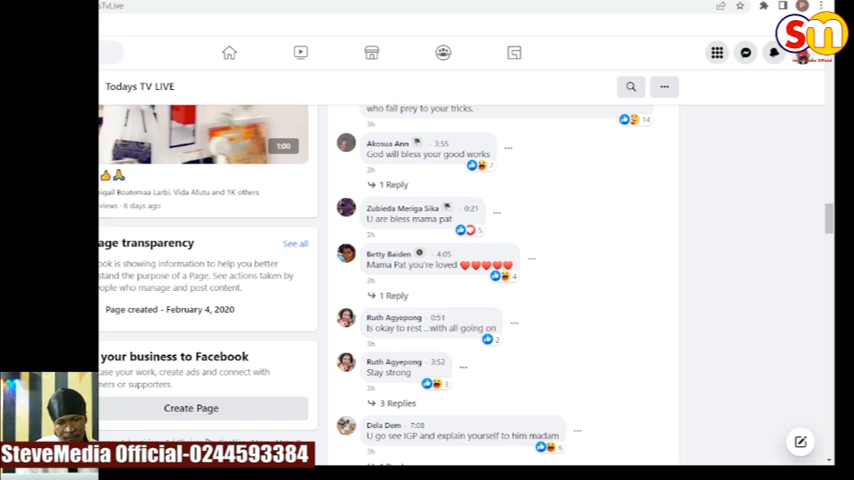 sTvLive
Sm
Todays TV LIVE
who fall prey to your tricks.
14
1:00
Akosua Ann · 3:55
God will bless your good works
7
3h
1 Reply
igail Boatemaa Larbi, Vida Afutu and 1K others
views · 6 days ago
Zubieda Meriga Sika · 0:21
U are bless mama pat
5
3h
age transparency
See all
ok is showing information to help you better
stand the purpose of a Page. See actions taken by
eople who manage and post content.
Page created - February 4, 2020
Betty Baiden · 4:05
Mama Pat you're loved ❤❤❤❤❤
4
3h
1 Reply
Ruth Agyepong · 0:51
Is okay to rest ...with all going on
2
3h
your business to Facebook
case your work, create ads and connect with
mers or supporters.
Create Page
Ruth Agyepong · 3:52
Stay strong
3
3h
3 Replies
Dela Dem · 7:08
U go see IGP and explain yourself to him madam
6
3h
SteveMedia Official-0244593384